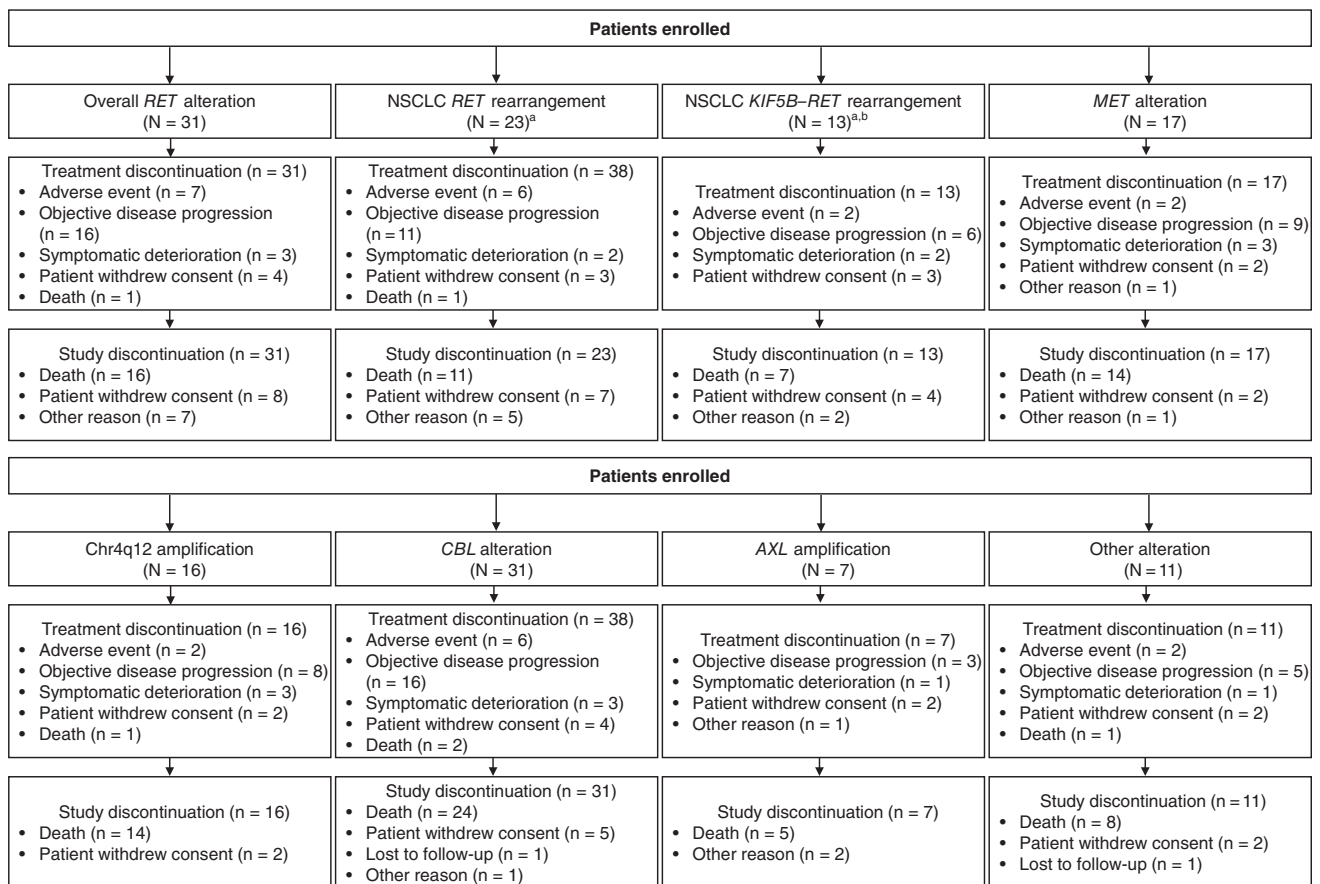 Patients enrolled
Overall RET alteration
(N = 31)
NSCLC RET rearrangement
(N = 23)a
NSCLC KIF5B–RET rearrangement
(N = 13)a,b
MET alteration
(N = 17)
Treatment discontinuation (n = 31)
• Adverse event (n = 7)
• Objective disease progression
(n = 16)
• Symptomatic deterioration (n = 3)
• Patient withdrew consent (n = 4)
• Death (n = 1)
Treatment discontinuation (n = 38)
• Adverse event (n = 6)
• Objective disease progression
(n = 11)
• Symptomatic deterioration (n = 2)
• Patient withdrew consent (n = 3)
• Death (n = 1)
Treatment discontinuation (n = 13)
• Adverse event (n = 2)
• Objective disease progression (n = 6)
• Symptomatic deterioration (n = 2)
• Patient withdrew consent (n = 3)
Treatment discontinuation (n = 17)
• Adverse event (n = 2)
• Objective disease progression (n = 9)
• Symptomatic deterioration (n = 3)
• Patient withdrew consent (n = 2)
• Other reason (n = 1)
Study discontinuation (n = 31)
• Death (n = 16)
• Patient withdrew consent (n = 8)
• Other reason (n = 7)
Study discontinuation (n = 23)
• Death (n = 11)
• Patient withdrew consent (n = 7)
• Other reason (n = 5)
Study discontinuation (n = 13)
• Death (n = 7)
• Patient withdrew consent (n = 4)
• Other reason (n = 2)
Study discontinuation (n = 17)
• Death (n = 14)
• Patient withdrew consent (n = 2)
• Other reason (n = 1)
Patients enrolled
Chr4q12 amplification
(N = 16)
CBL alteration
(N = 31)
AXL amplification
(N = 7)
Other alteration
(N = 11)
Treatment discontinuation (n = 16)
• Adverse event (n = 2)
• Objective disease progression (n = 8)
• Symptomatic deterioration (n = 3)
• Patient withdrew consent (n = 2)
• Death (n = 1)
Treatment discontinuation (n = 38)
• Adverse event (n = 6)
• Objective disease progression
(n = 16)
• Symptomatic deterioration (n = 3)
• Patient withdrew consent (n = 4)
• Death (n = 2)
Treatment discontinuation (n = 7)
• Objective disease progression (n = 3)
• Symptomatic deterioration (n = 1)
• Patient withdrew consent (n = 2)
• Other reason (n = 1)
Treatment discontinuation (n = 11)
• Adverse event (n = 2)
• Objective disease progression (n = 5)
• Symptomatic deterioration (n = 1)
• Patient withdrew consent (n = 2)
• Death (n = 1)
Study discontinuation (n = 16)
• Death (n = 14)
• Patient withdrew consent (n = 2)
Study discontinuation (n = 31)
• Death (n = 24)
• Patient withdrew consent (n = 5)
• Lost to follow-up (n = 1)
• Other reason (n = 1)
Study discontinuation (n = 7)
• Death (n = 5)
• Other reason (n = 2)
Study discontinuation (n = 11)
• Death (n = 8)
• Patient withdrew consent (n = 2)
• Lost to follow-up (n = 1)